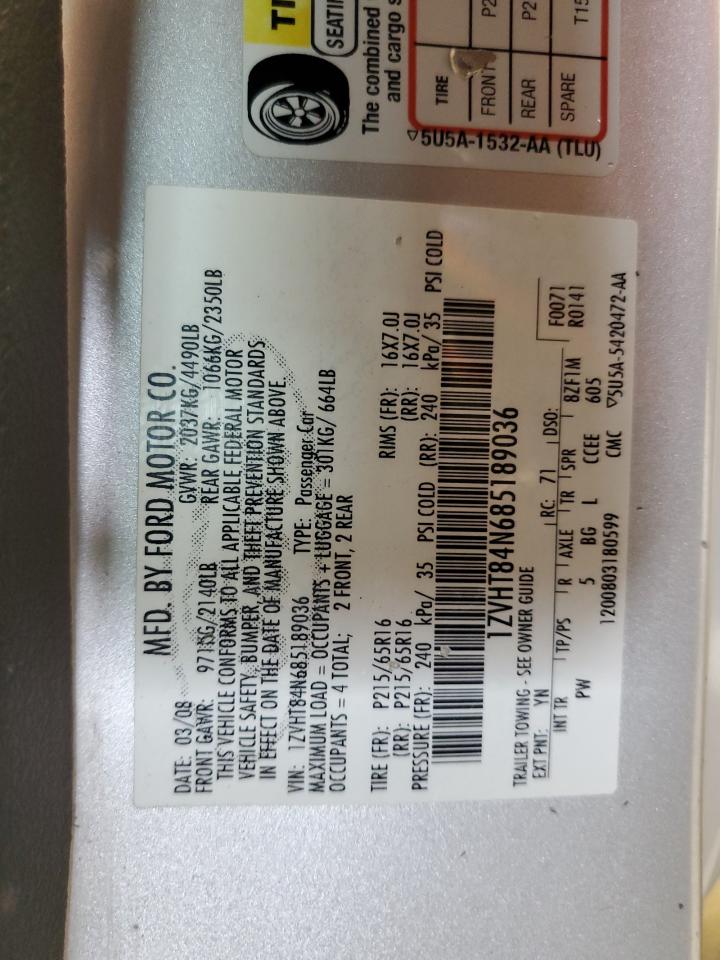 MFD. BY FORD MOTOR CO.
DATE: 03/08 GVWR: 2037KG/4490LB
FRONT GAWR: 971KG/2140LB REAR GAWR: 1066KG/2350LB
THIS VEHICLE CONFORMS TO ALL APPLICABLE FEDERAL MOTOR
VEHICLE SAFETY, BUMPER, AND THEFT PREVENTION STANDARDS
IN EFFECT ON THE DATE OF MANUFACTURE SHOWN ABOVE.
VIN: 1ZVHT84N685189036 TYPE: Passenger Car
MAXIMUM LOAD = OCCUPANTS + LUGGAGE = 301KG/ 664LB
OCCUPANTS = 4 TOTAL; 2 FRONT, 2 REAR
TIRE (FR): P215/65R16 RIMS (FR): 16X7.0J
(RR): P215/65R16 (RR): 16X7.0J
PRESSURE (FR): 240 kPa/ 35 PSI COLD (RR): 240 kPa/ 35 PSI COLD
1ZVHT84N685189036
TRAILER TOWING - SEE OWNER GUIDE
EXT PNT: YN RC: 71 DSO: F0071
R0141
INT TR TP/PS R AXLE TR SPR 8ZF1M
PW 5 BG L CCEE 605
1200803180599 CMC ▽5U5A-5420472-AA
TI
SEATI
The combined
and cargo s
TIRE
FRONT P2
REAR P2
SPARE T15
▽5U5A-1532-AA (TLU)